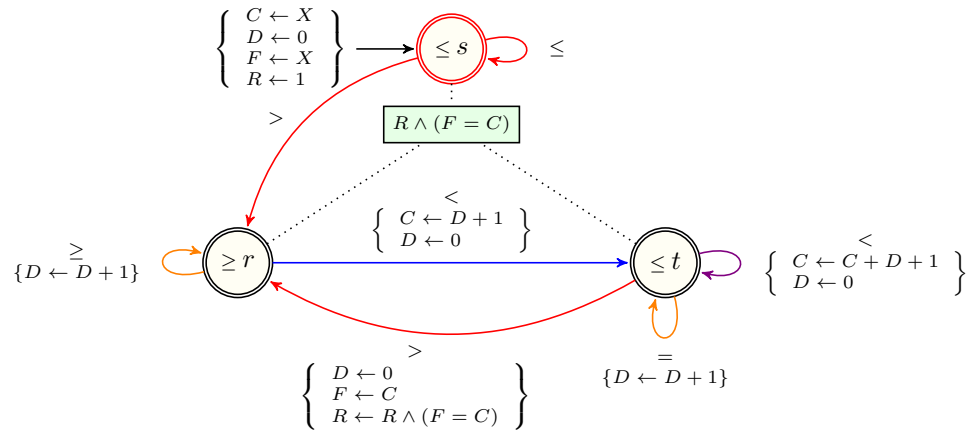 C ← X
D ← 0
F ← X
R ← 1
≤ s
≤
>
R ∧ (F = C)
<
C ← D + 1
D ← 0
≥
{D ← D + 1}
≥ r
≤ t
<
C ← C + D + 1
D ← 0
>
D ← 0
F ← C
R ← R ∧ (F = C)
=
{D ← D + 1}